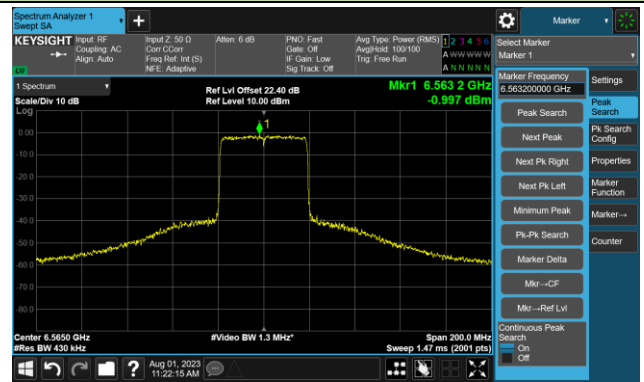 Spectrum Analyzer 1
Swept SA
Marker
KEYSIGHT Input: RF Input Z: 50 Ω Atten: 6 dB PNO: Fast Avg Type: Power (RMS) 1 2 3 4 5 6
Coupling: AC Corr CCorr Gate: Off Avg|Hold: 100/100 A W W W W W
Align: Auto Freq Ref: Int (S) IF Gain: Low Trig: Free Run
NFE: Adaptive Sig Track: Off A N N N N N
Select Marker
Marker 1
1 Spectrum
Scale/Div 10 dB
Ref Lvl Offset 22.40 dB
Ref Level 10.00 dBm
Mkr1 6.563 2 GHz
-0.997 dBm
Log
1
0.00
-10.0
-20.0
-30.0
-40.0
-50.0
-60.0
-70.0
-80.0
Center 6.5650 GHz #Video BW 1.3 MHz* Span 200.0 MHz
#Res BW 430 kHz Sweep 1.47 ms (2001 pts)
Marker Frequency
6.563200000 GHz
Peak Search
Next Peak
Next Pk Right
Next Pk Left
Minimum Peak
Pk-Pk Search
Marker Delta
Mkr→CF
Mkr→Ref Lvl
Continuous Peak
Search
On
Off
Settings
Peak
Search
Pk Search
Config
Properties
Marker
Function
Marker→
Counter
? Aug 01, 2023
11:22:15 AM